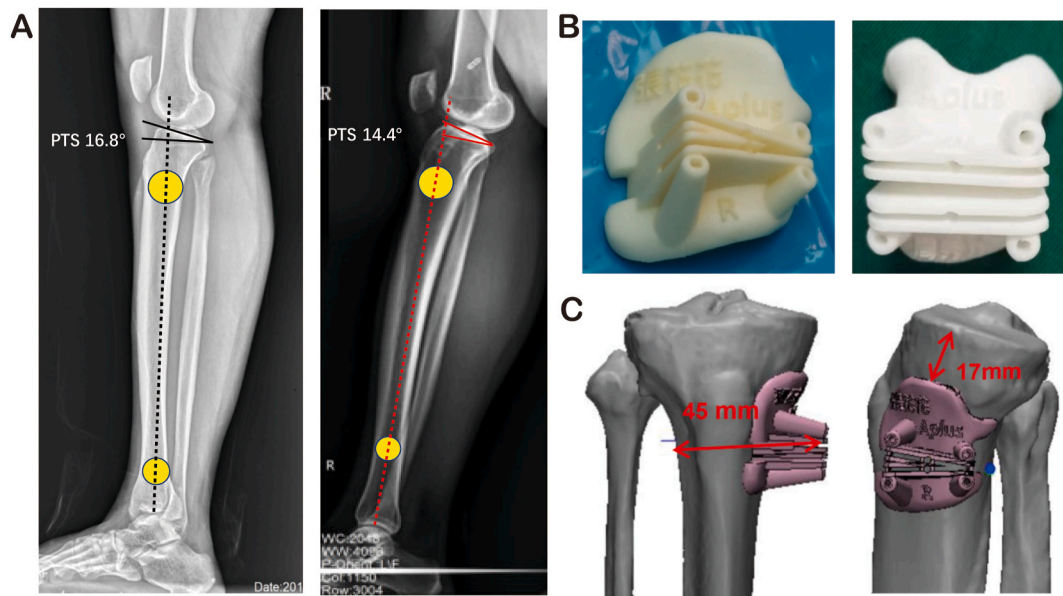 A
PTS 16.8°
Date:201
R
PTS 14.4°
R
WC:2048
WW:4096
Col:1150
Row:3004
B
Aplus
R
Aplus
C
45 mm
17mm
Aplus
R